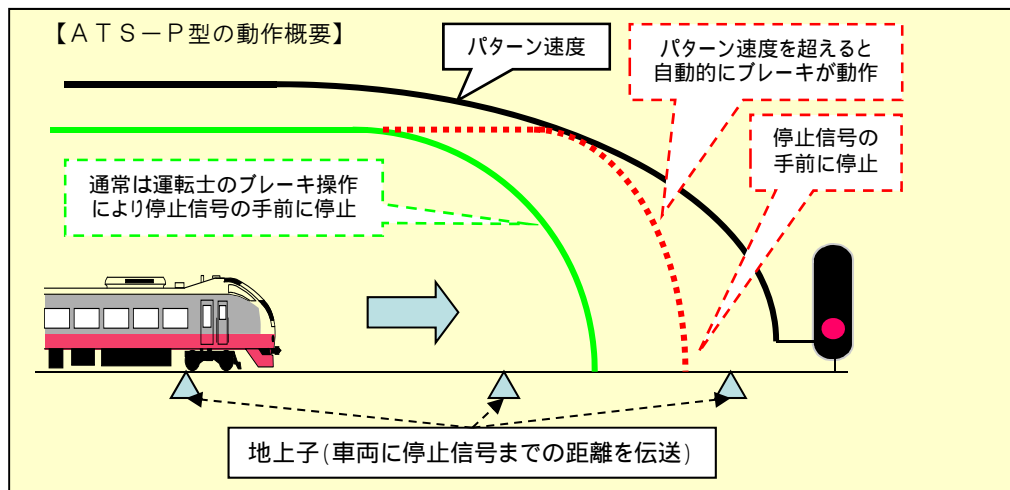 【ATS－P型の動作概要】
パターン速度
パターン速度を超えると
自動的にブレーキが動作
停止信号の
手前に停止
通常は運転士のブレーキ操作
により停止信号の手前に停止
地上子(車両に停止信号までの距離を伝送)